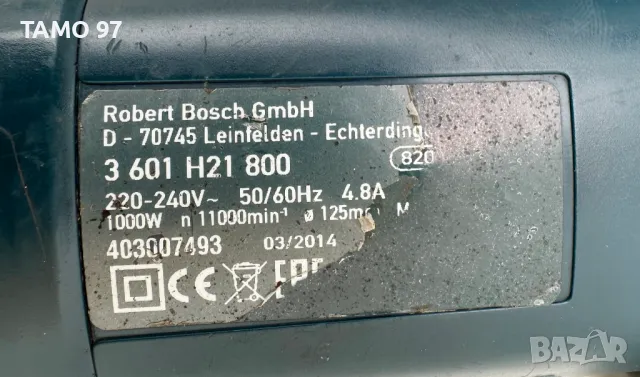 TAMO 97
Robert Bosch GmbH
D - 70745 Leinfelden - Echterding
3 601 H21 800
820
220-240V~ 50/60Hz 4.8A
1000W n 11000min⁻¹ ø 125m M
403007493 03/2014
CE EAC
BAZAR